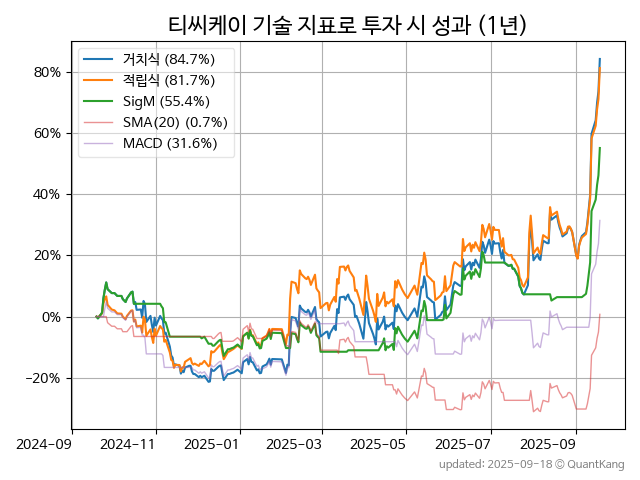 티씨케이 기술 지표로 투자 시 성과 (1년)
거치식 (84.7%)
적립식 (81.7%)
SigM (55.4%)
SMA(20) (0.7%)
MACD (31.6%)
80%
60%
40%
20%
0%
−20%
2024-09 2024-11 2025-01 2025-03 2025-05 2025-07 2025-09
updated: 2025-09-18 © QuantKang